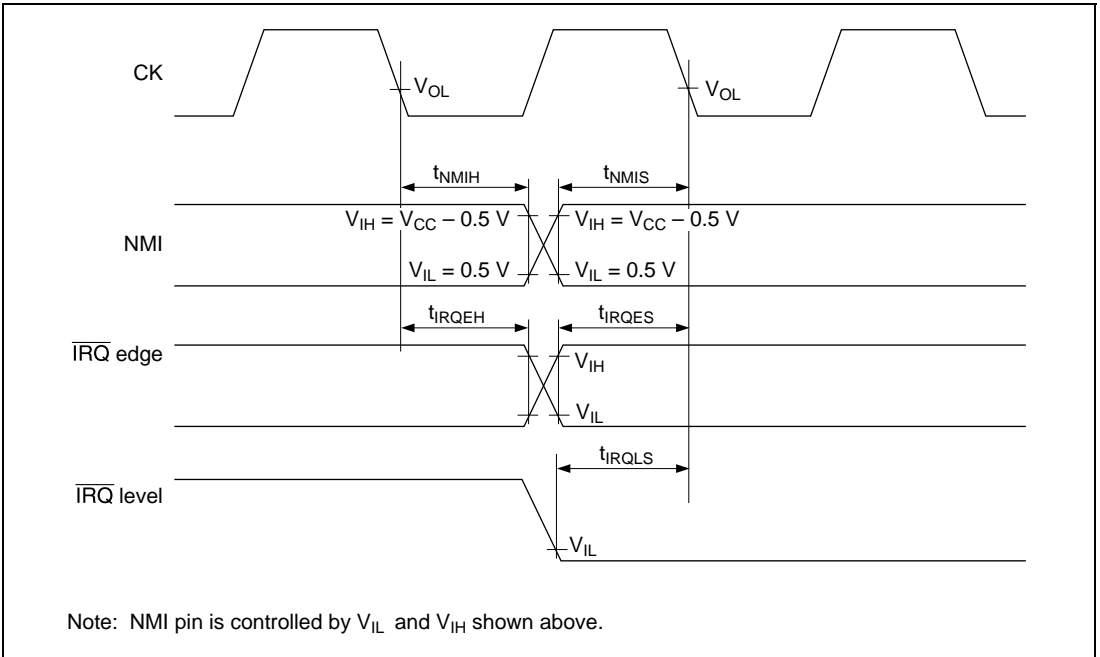 CK
V_OL V_OL
t_NMIH t_NMIS
NMI
V_IH = V_CC – 0.5 V V_IH = V_CC – 0.5 V
V_IL = 0.5 V V_IL = 0.5 V
t_IRQEH t_IRQES
I̅R̅Q̅ edge
V_IH
V_IL
t_IRQLS
I̅R̅Q̅ level
V_IL
Note: NMI pin is controlled by V_IL and V_IH shown above.